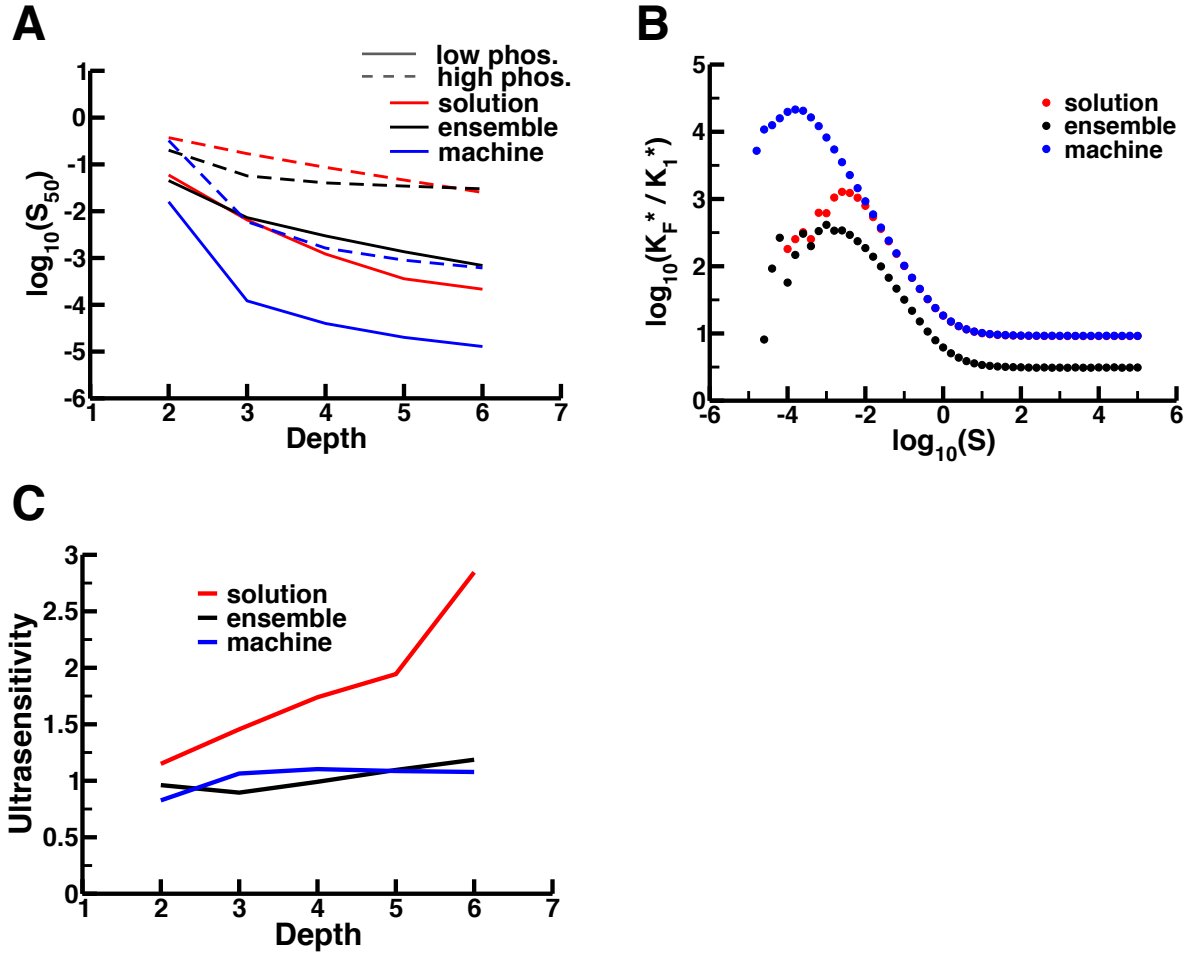 A
low phos.
high phos.
solution
ensemble
machine
1
0
-1
-2
-3
-4
-5
-6
log10(S50)
1 2 3 4 5 6 7
Depth
B
solution
ensemble
machine
5
4
3
2
1
0
log10(KF* / K1*)
-6 -4 -2 0 2 4 6
log10(S)
C
solution
ensemble
machine
3
2.5
2
1.5
1
0.5
0
Ultrasensitivity
1 2 3 4 5 6 7
Depth